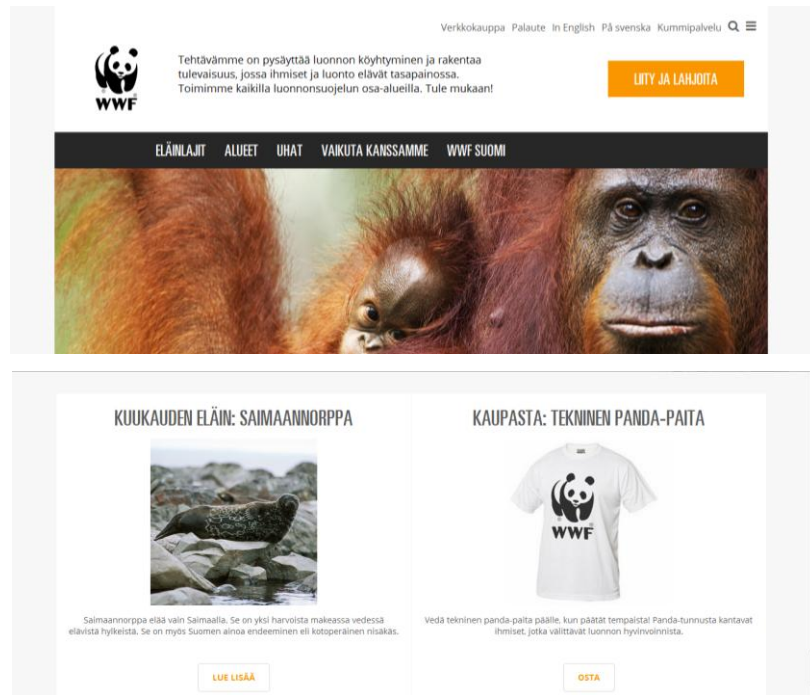 Verkkokauppa Palaute In English På svenska Kummipalvelu
Tehtävämme on pysäyttää luonnon köyhtyminen ja rakentaa
tulevaisuus, jossa ihmiset ja luonto elävät tasapainossa.
Toimimme kaikilla luonnonsuojelun osa-alueilla. Tule mukaan!
WWF
LIITY JA LAHJOITA
ELÄINLAJIT ALUEET UHAT VAIKUTA KANSSAMME WWF SUOMI
KUUKAUDEN ELÄIN: SAIMAANNORPPA
Saimaannorppa elää vain Saimaalla. Se on yksi harvoista makeassa vedessä
elävistä hylkeistä. Se on myös Suomen ainoa endeeminen eli kotoperäinen nisäkäs.
LUE LISÄÄ
KAUPASTA: TEKNINEN PANDA-PAITA
WWF
Vedä tekninen panda-paita päälle, kun päätät tempaista! Panda-tunnusta kantavat
ihmiset, jotka välittävät luonnon hyvinvoinnista.
OSTA